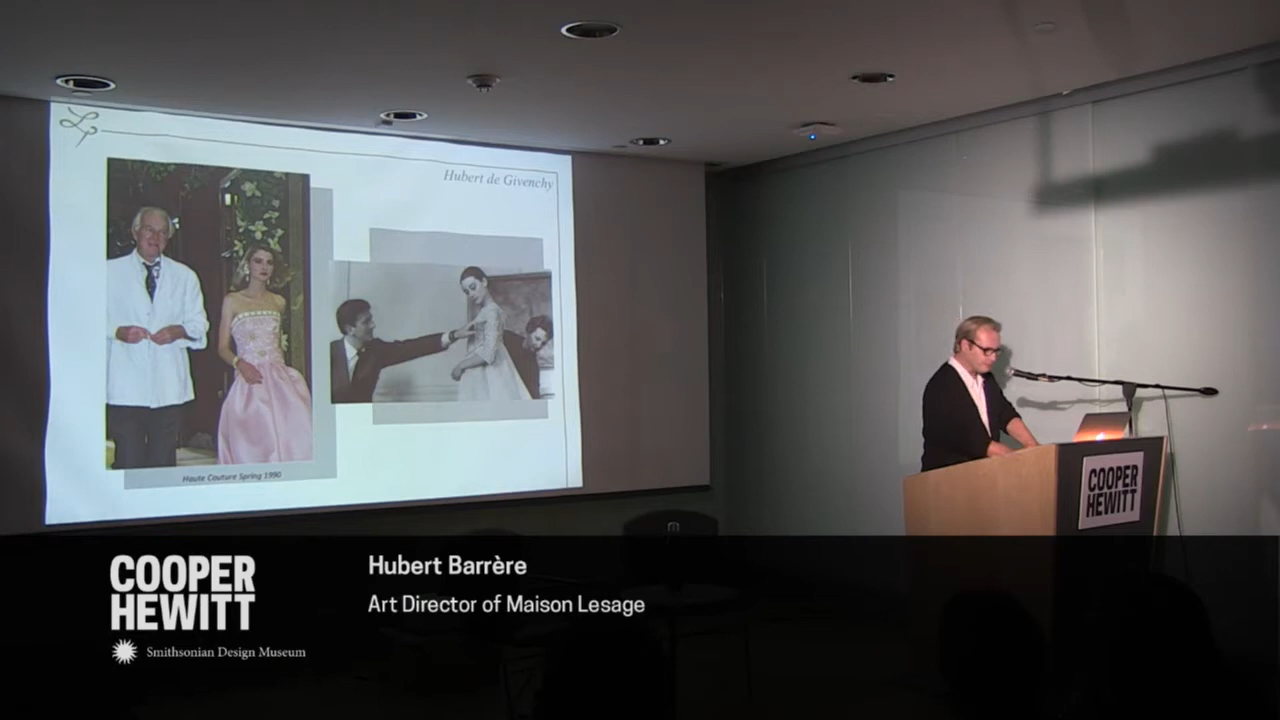 Hubert de Givenchy
Haute Couture Spring 1990
COOPER
HEWITT
COOPER
HEWITT
Smithsonian Design Museum
Hubert Barrère
Art Director of Maison Lesage